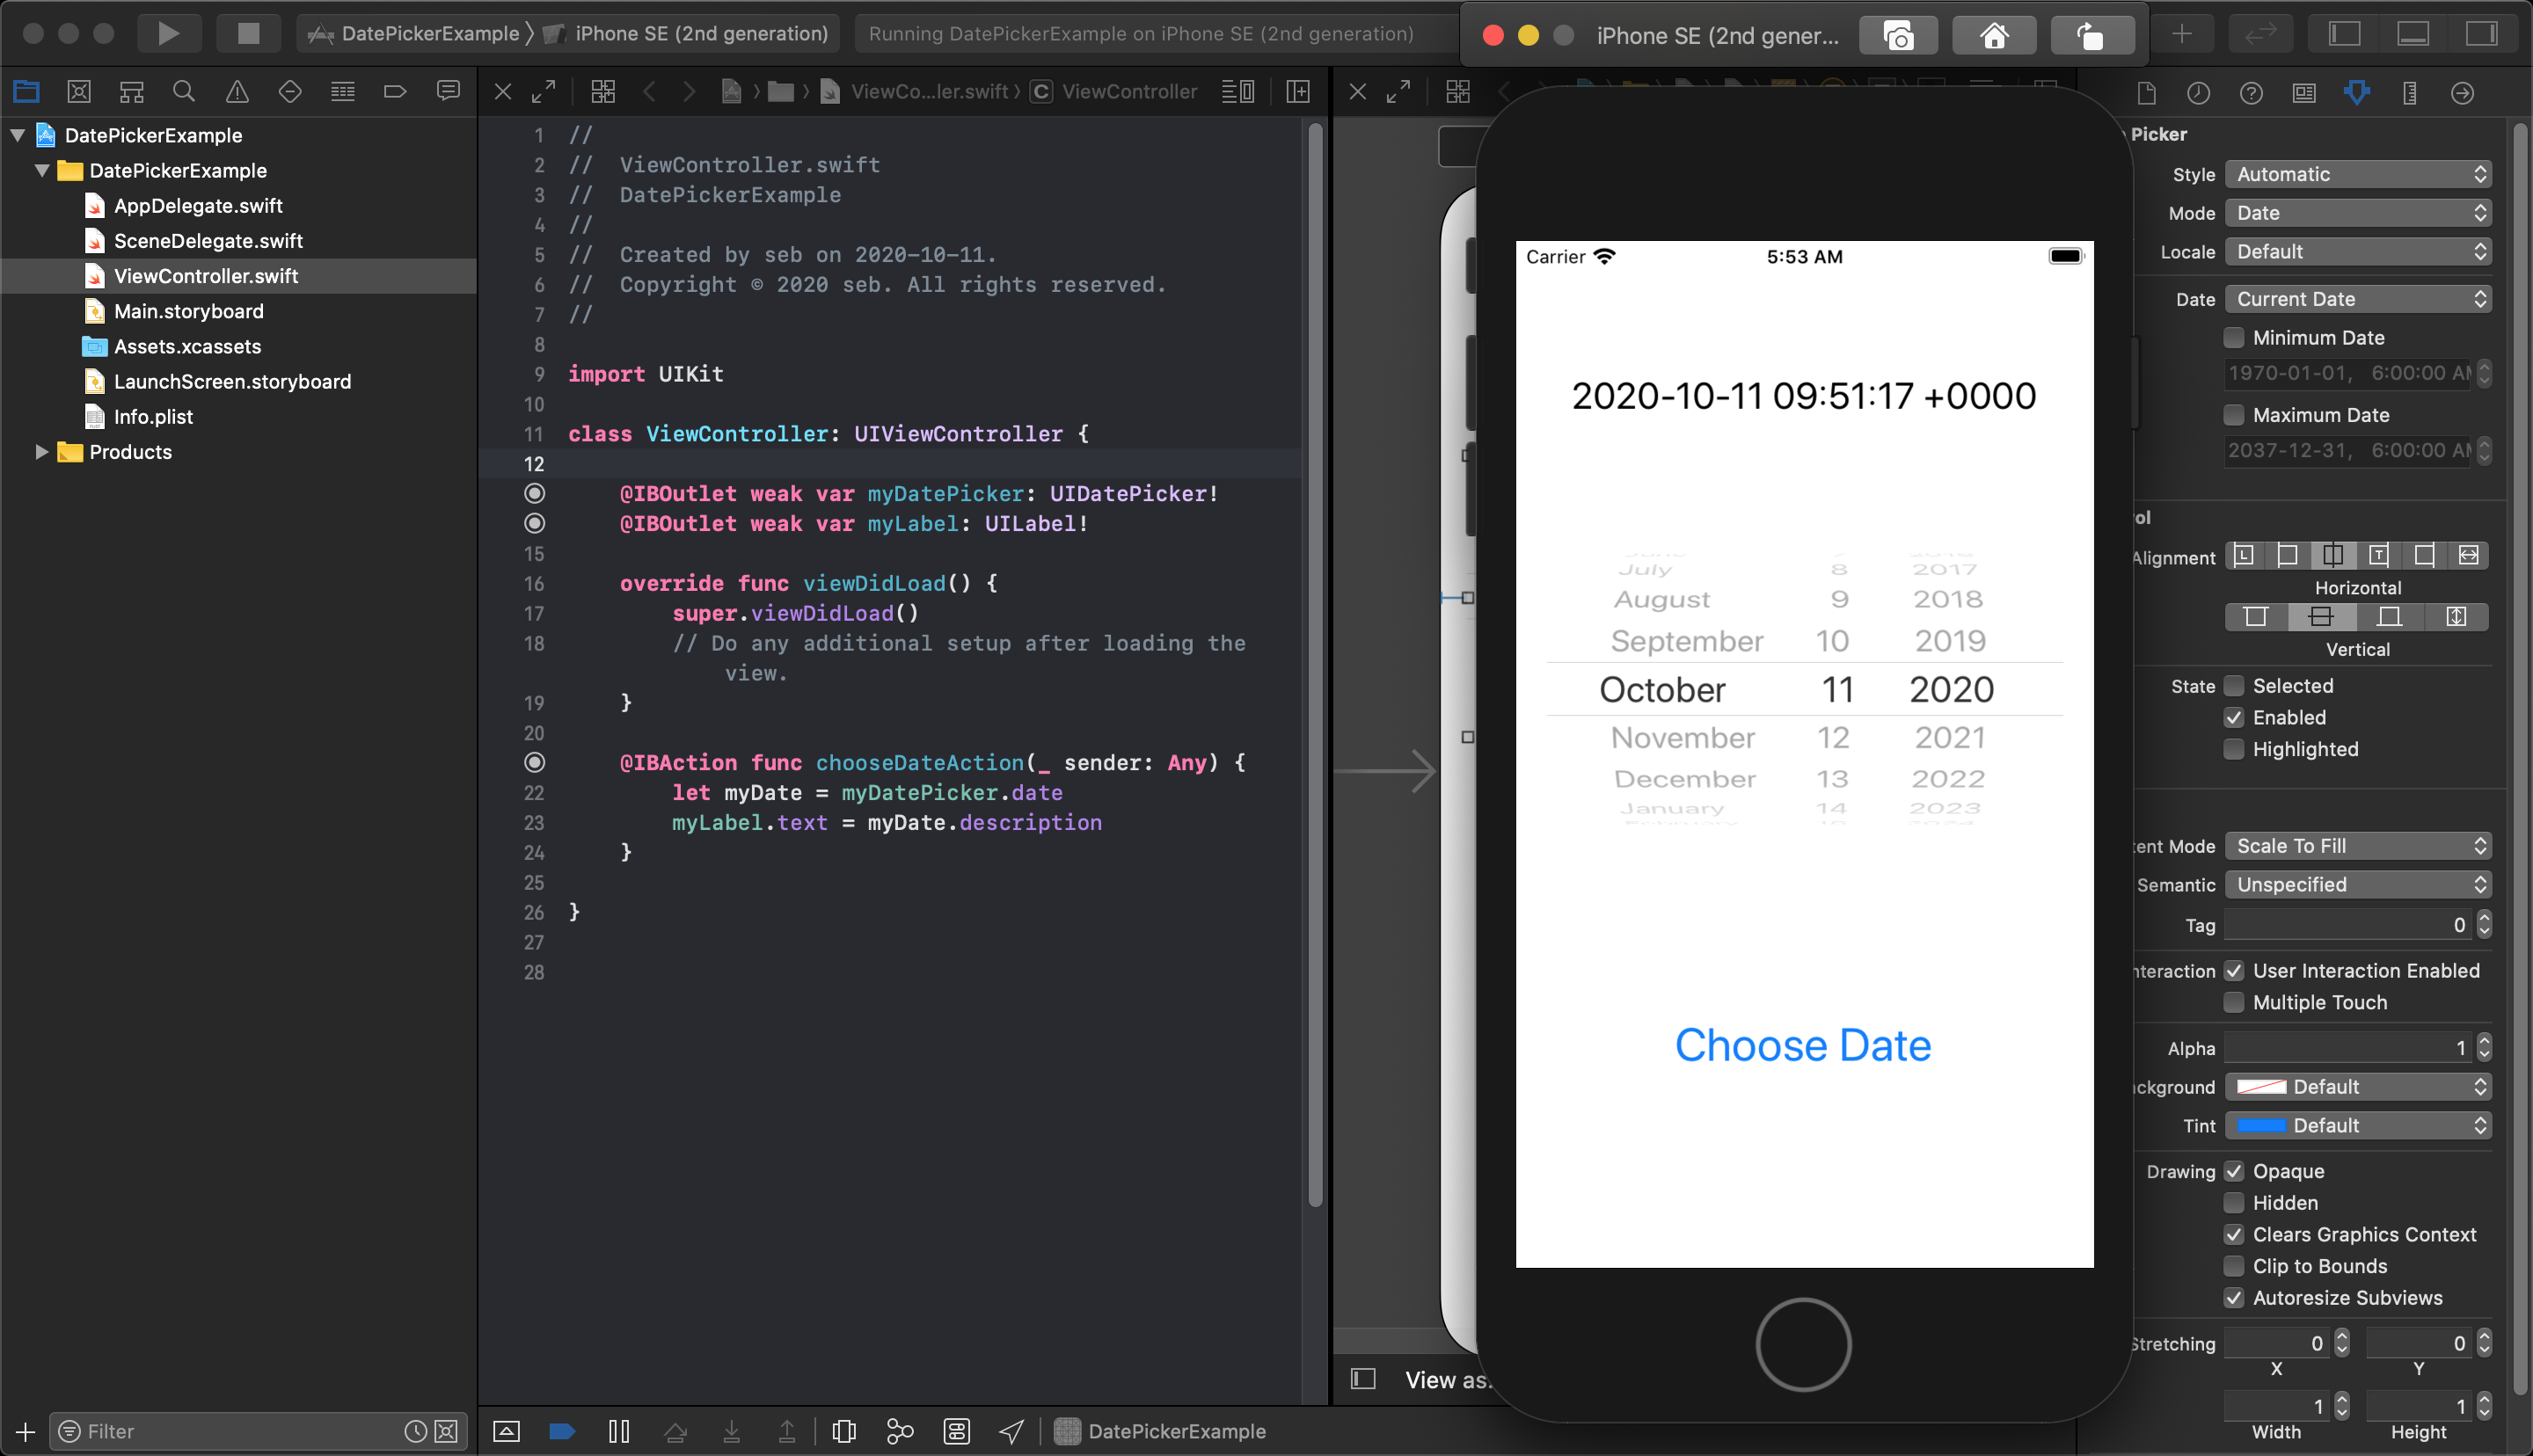 DatePickerExample
iPhone SE (2nd generation)
Running DatePickerExample on iPhone SE (2nd generation)
iPhone SE (2nd gener...
DatePickerExample
DatePickerExample
AppDelegate.swift
SceneDelegate.swift
ViewController.swift
Main.storyboard
Assets.xcassets
LaunchScreen.storyboard
Info.plist
Products
Filter
ViewCo...ler.swift
C ViewController
1 //
2 //  ViewController.swift
3 //  DatePickerExample
4 //
5 //  Created by seb on 2020-10-11.
6 //  Copyright © 2020 seb. All rights reserved.
7 //
8
9 import UIKit
10
11 class ViewController: UIViewController {
12
@IBOutlet weak var myDatePicker: UIDatePicker!
@IBOutlet weak var myLabel: UILabel!
15
16 override func viewDidLoad() {
17 super.viewDidLoad()
18 // Do any additional setup after loading the
view.
19 }
20
@IBAction func chooseDateAction(_ sender: Any) {
22 let myDate = myDatePicker.date
23 myLabel.text = myDate.description
24 }
25
26 }
27
28
DatePickerExample
View as:
Carrier 5:53 AM
2020-10-11 09:51:17 +0000
July 8 2017
August 9 2018
September 10 2019
October 11 2020
November 12 2021
December 13 2022
January 14 2023
Choose Date
Picker
Style Automatic
Mode Date
Locale Default
Date Current Date
Minimum Date
1970-01-01, 6:00:00 AM
Maximum Date
2037-12-31, 6:00:00 AM
rol
Alignment
Horizontal
Vertical
State Selected
Enabled
Highlighted
tent Mode Scale To Fill
Semantic Unspecified
Tag 0
nteraction User Interaction Enabled
Multiple Touch
Alpha 1
ckground Default
Tint Default
Drawing Opaque
Hidden
Clears Graphics Context
Clip to Bounds
Autoresize Subviews
Stretching 0 0
X Y
1 1
Width Height